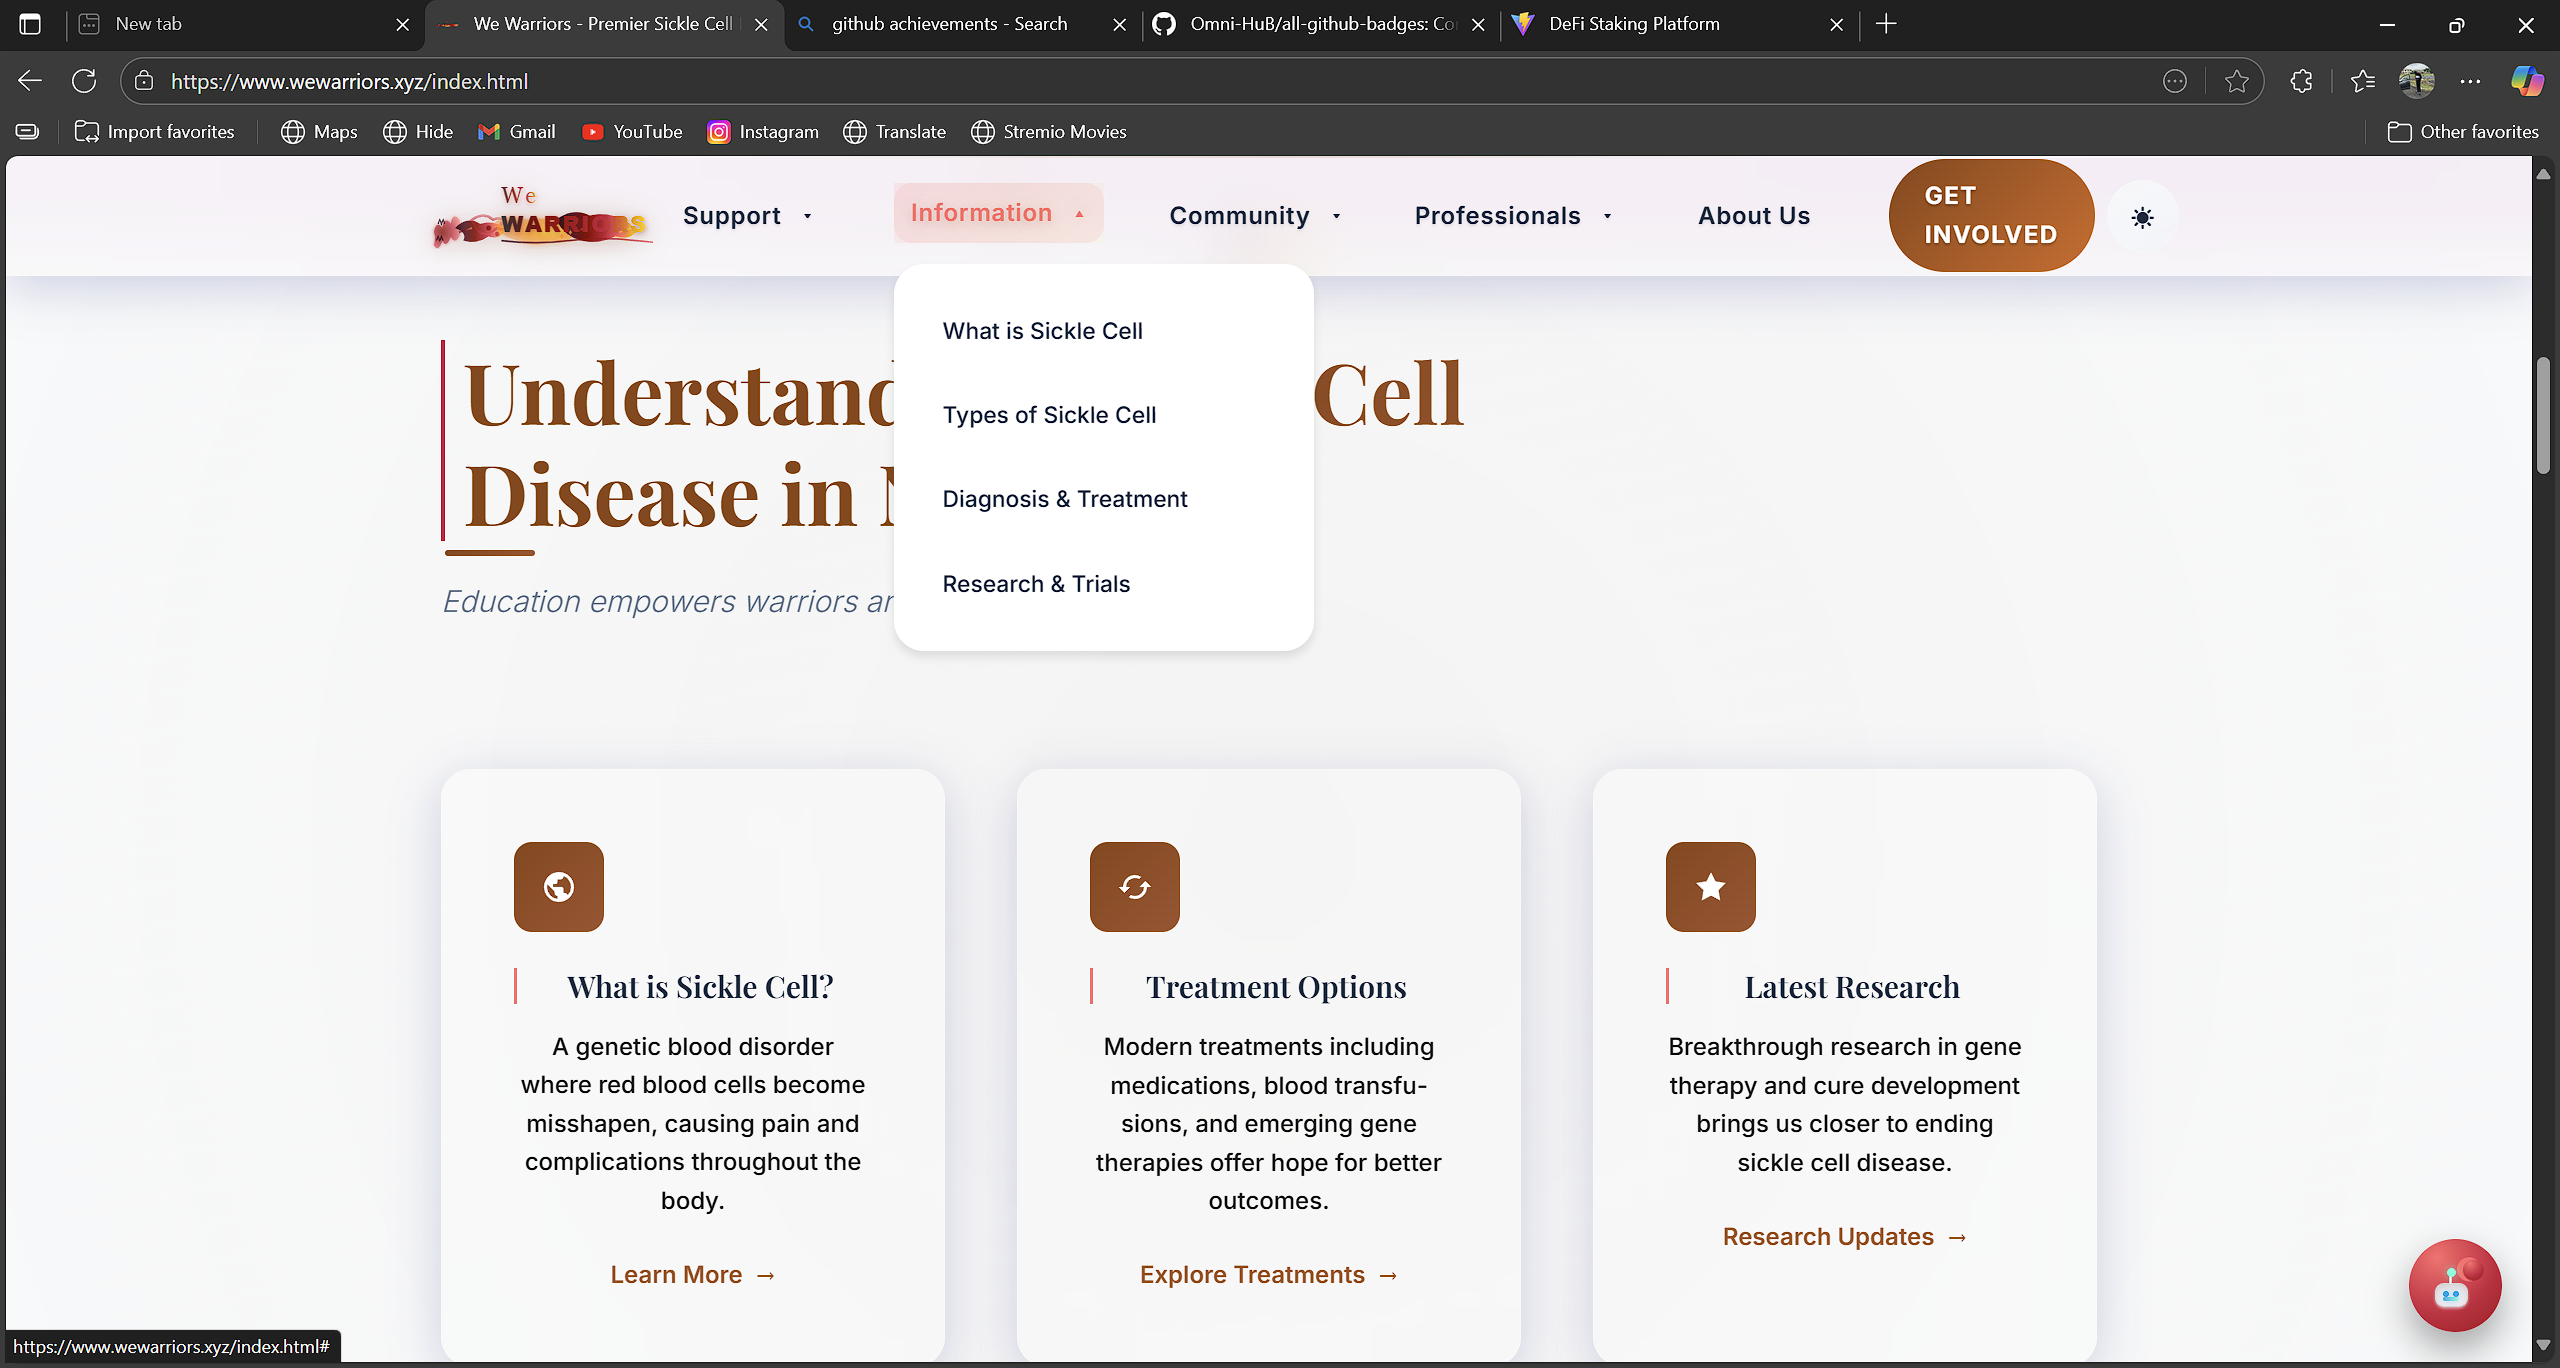 New tab
We Warriors - Premier Sickle Cell
github achievements - Search
Omni-HuB/all-github-badges: Co
DeFi Staking Platform
https://www.wewarriors.xyz/index.html
Import favorites
Maps
Hide
Gmail
YouTube
Instagram
Translate
Stremio Movies
Other favorites
We
WARRIORS
Support
Information
Community
Professionals
About Us
GET
INVOLVED
What is Sickle Cell
Types of Sickle Cell
Diagnosis & Treatment
Research & Trials
Understand Cell
Disease in
Education empowers warriors
What is Sickle Cell?
A genetic blood disorder
where red blood cells become
misshapen, causing pain and
complications throughout the
body.
Learn More →
Treatment Options
Modern treatments including
medications, blood transfu-
sions, and emerging gene
therapies offer hope for better
outcomes.
Explore Treatments →
Latest Research
Breakthrough research in gene
therapy and cure development
brings us closer to ending
sickle cell disease.
Research Updates →
https://www.wewarriors.xyz/index.html#